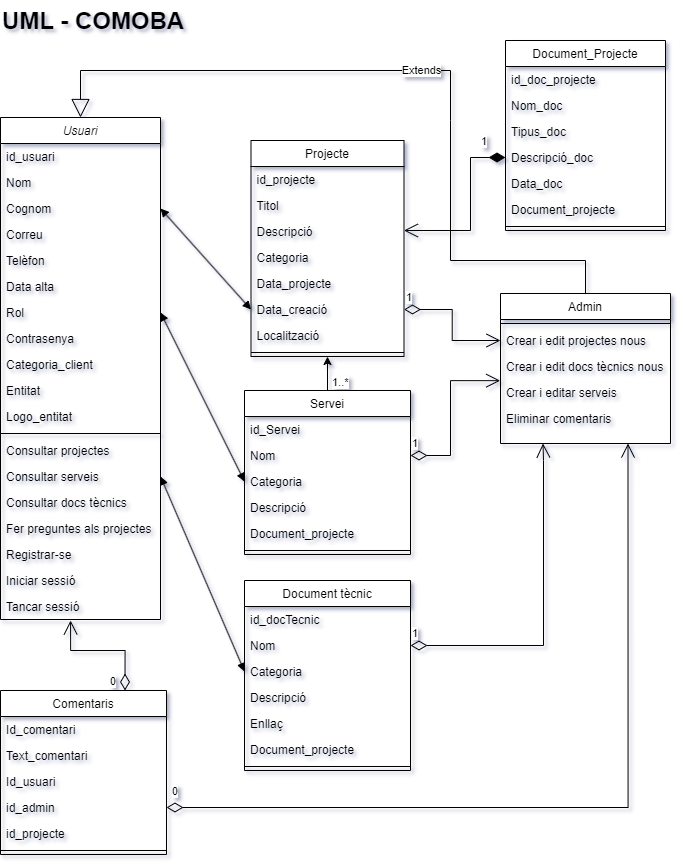 UML - COMOBA
Extends
Usuari
id_usuari
Nom
Cognom
Correu
Telèfon
Data alta
Rol
Contrasenya
Categoria_client
Entitat
Logo_entitat
Consultar projectes
Consultar serveis
Consultar docs tècnics
Fer preguntes als projectes
Registrar-se
Iniciar sessió
Tancar sessió
Projecte
id_projecte
Titol
Descripció
Categoria
Data_projecte
Data_creació
Localització
1
Document_Projecte
id_doc_projecte
Nom_doc
Tipus_doc
Descripció_doc
Data_doc
Document_projecte
1
Admin
Crear i edit projectes nous
Crear i edit docs tècnics nous
Crear i editar serveis
Eliminar comentaris
1..*
Servei
id_Servei
Nom
Categoria
Descripció
Document_projecte
1
Document tècnic
id_docTecnic
Nom
Categoria
Descripció
Enllaç
Document_projecte
1
0
Comentaris
Id_comentari
Text_comentari
Id_usuari
id_admin
id_projecte
0